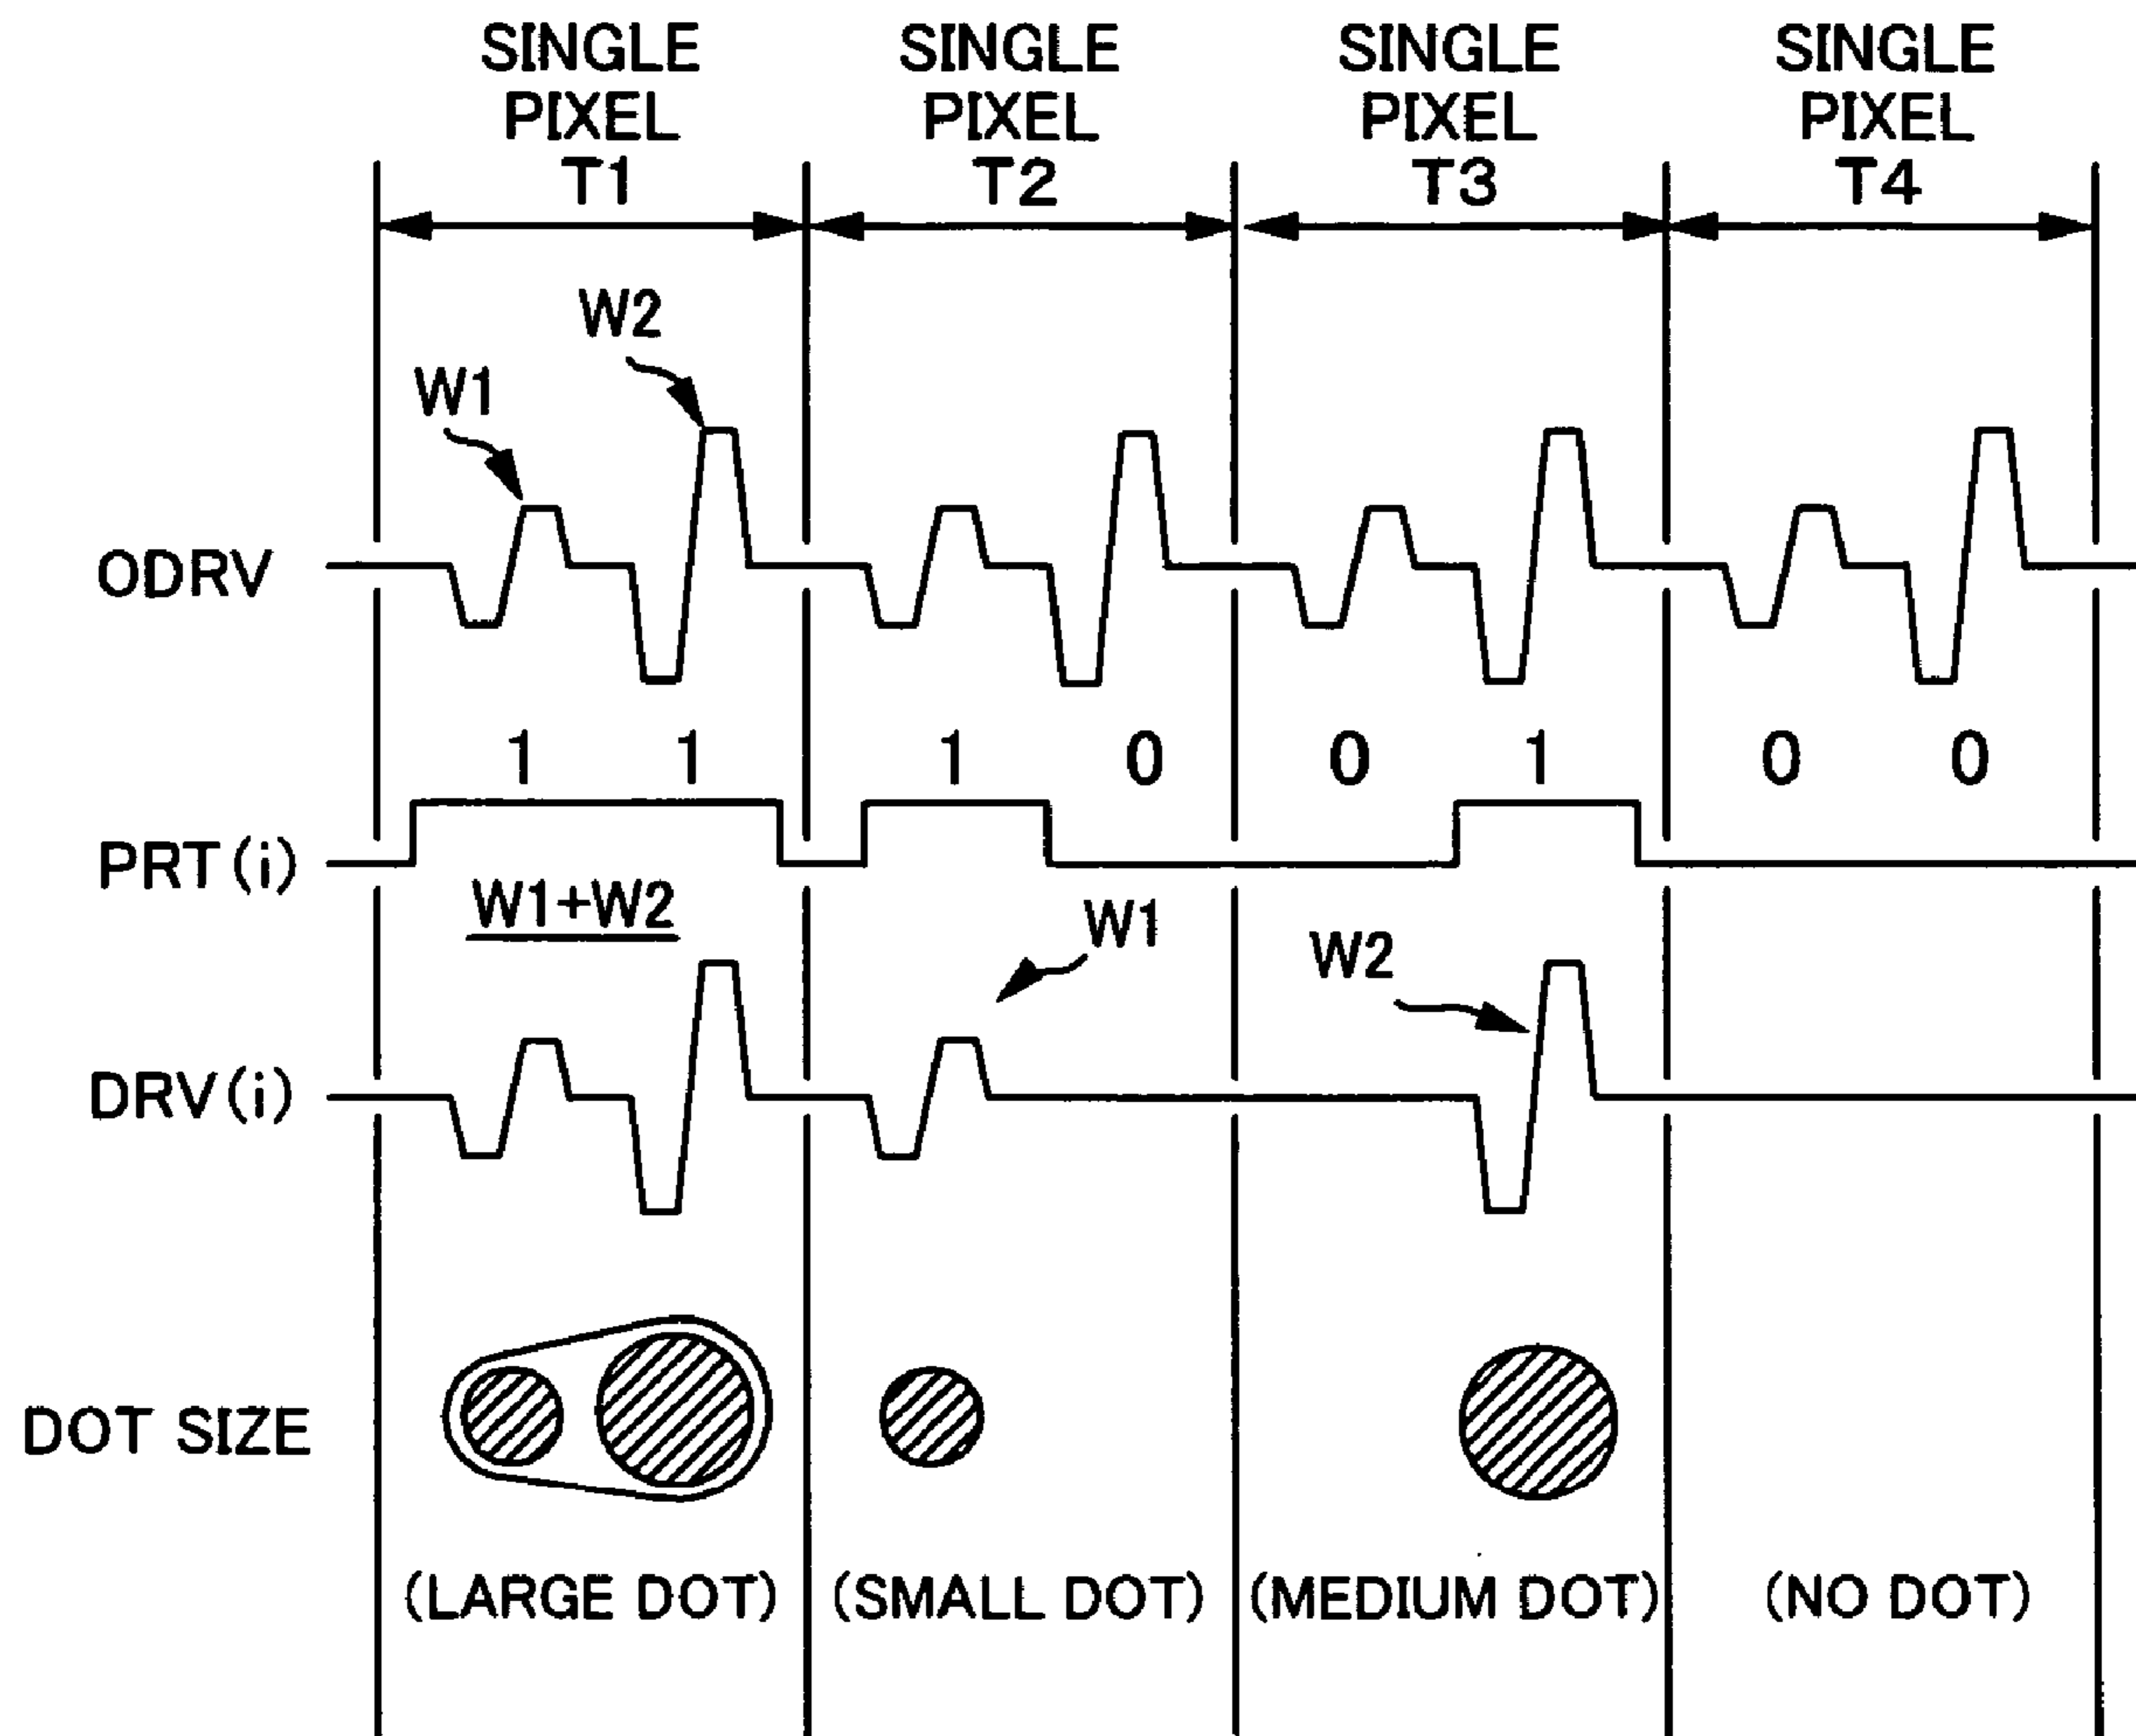 SINGLE PIXEL T1
SINGLE PIXEL T2
SINGLE PIXEL T3
SINGLE PIXEL T4
W2
W1
ODRV
1 1 1 0 0 1 0 0
PRT(i)
W1+W2
W1
W2
DRV(i)
DOT SIZE
(LARGE DOT) (SMALL DOT) (MEDIUM DOT) (NO DOT)